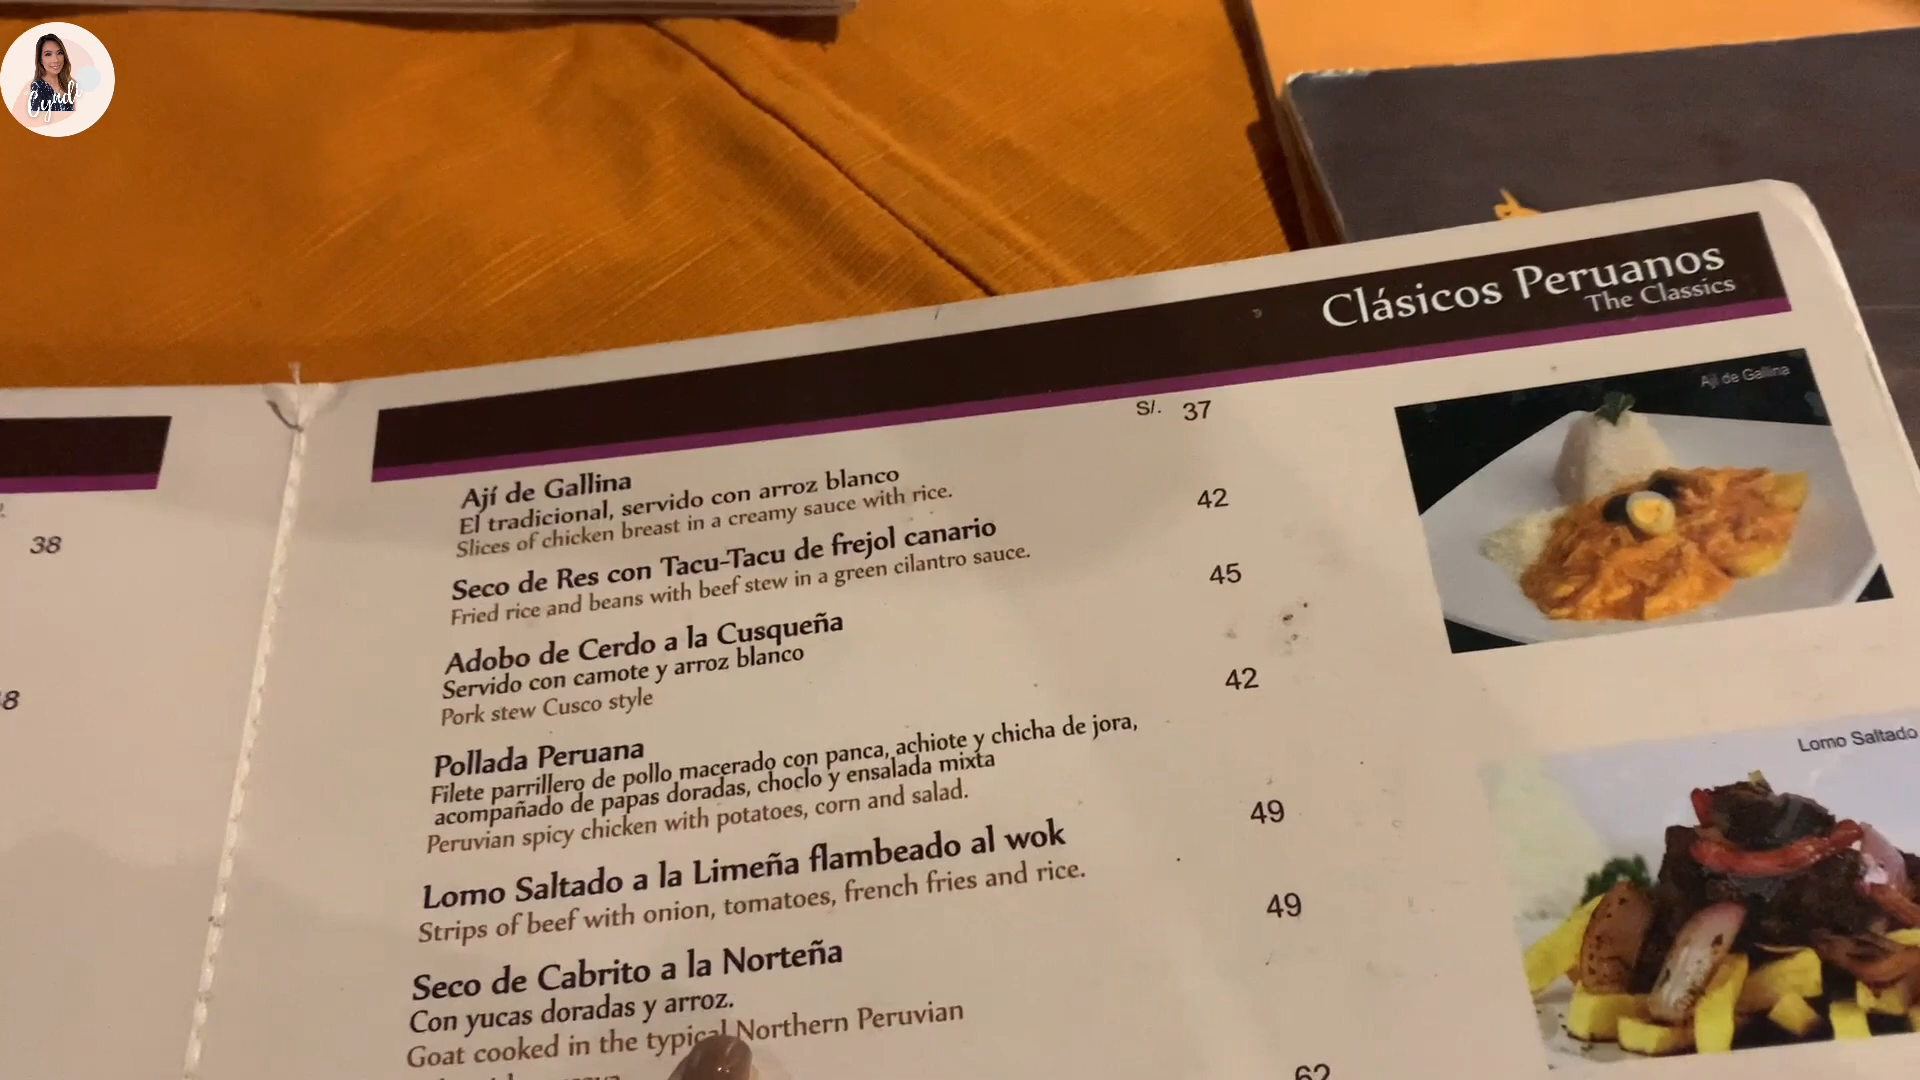 Cyndi
Clásicos Peruanos
The Classics
S/. 37
Ají de Gallina
El tradicional, servido con arroz blanco
Slices of chicken breast in a creamy sauce with rice.
42
Seco de Res con Tacu-Tacu de frejol canario
Fried rice and beans with beef stew in a green cilantro sauce.
45
Adobo de Cerdo a la Cusqueña
Servido con camote y arroz blanco
Pork stew Cusco style
42
Pollada Peruana
Filete parrillero de pollo macerado con panca, achiote y chicha de jora,
acompañado de papas doradas, choclo y ensalada mixta
Peruvian spicy chicken with potatoes, corn and salad.
49
Lomo Saltado a la Limeña flambeado al wok
Strips of beef with onion, tomatoes, french fries and rice.
49
Seco de Cabrito a la Norteña
Con yucas doradas y arroz.
Goat cooked in the typical Northern Peruvian
62
Ají de Gallina
Lomo Saltado
38